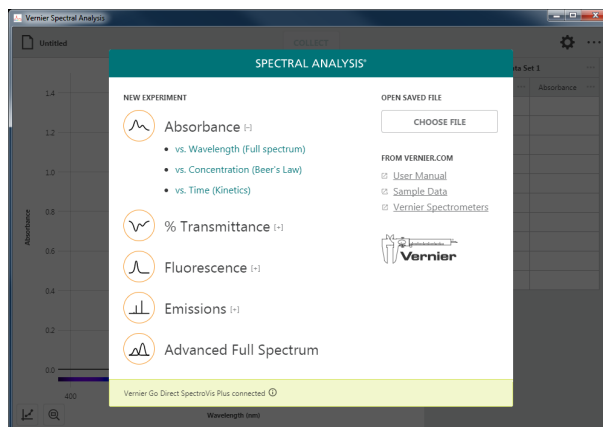 Vernier Spectral Analysis
Untitled
COLLECT
SPECTRAL ANALYSIS®
Set 1
Absorbance
NEW EXPERIMENT
Absorbance [-]
• vs. Wavelength (Full spectrum)
• vs. Concentration (Beer's Law)
• vs. Time (Kinetics)
% Transmittance [+]
Fluorescence [+]
Emissions [+]
Advanced Full Spectrum
OPEN SAVED FILE
CHOOSE FILE
FROM VERNIER.COM
User Manual
Sample Data
Vernier Spectrometers
Vernier
Vernier Go Direct SpectroVis Plus connected
1.4
1.2
1.0
0.8
0.6
0.4
0.2
0.0
Absorbance
400
Wavelength (nm)